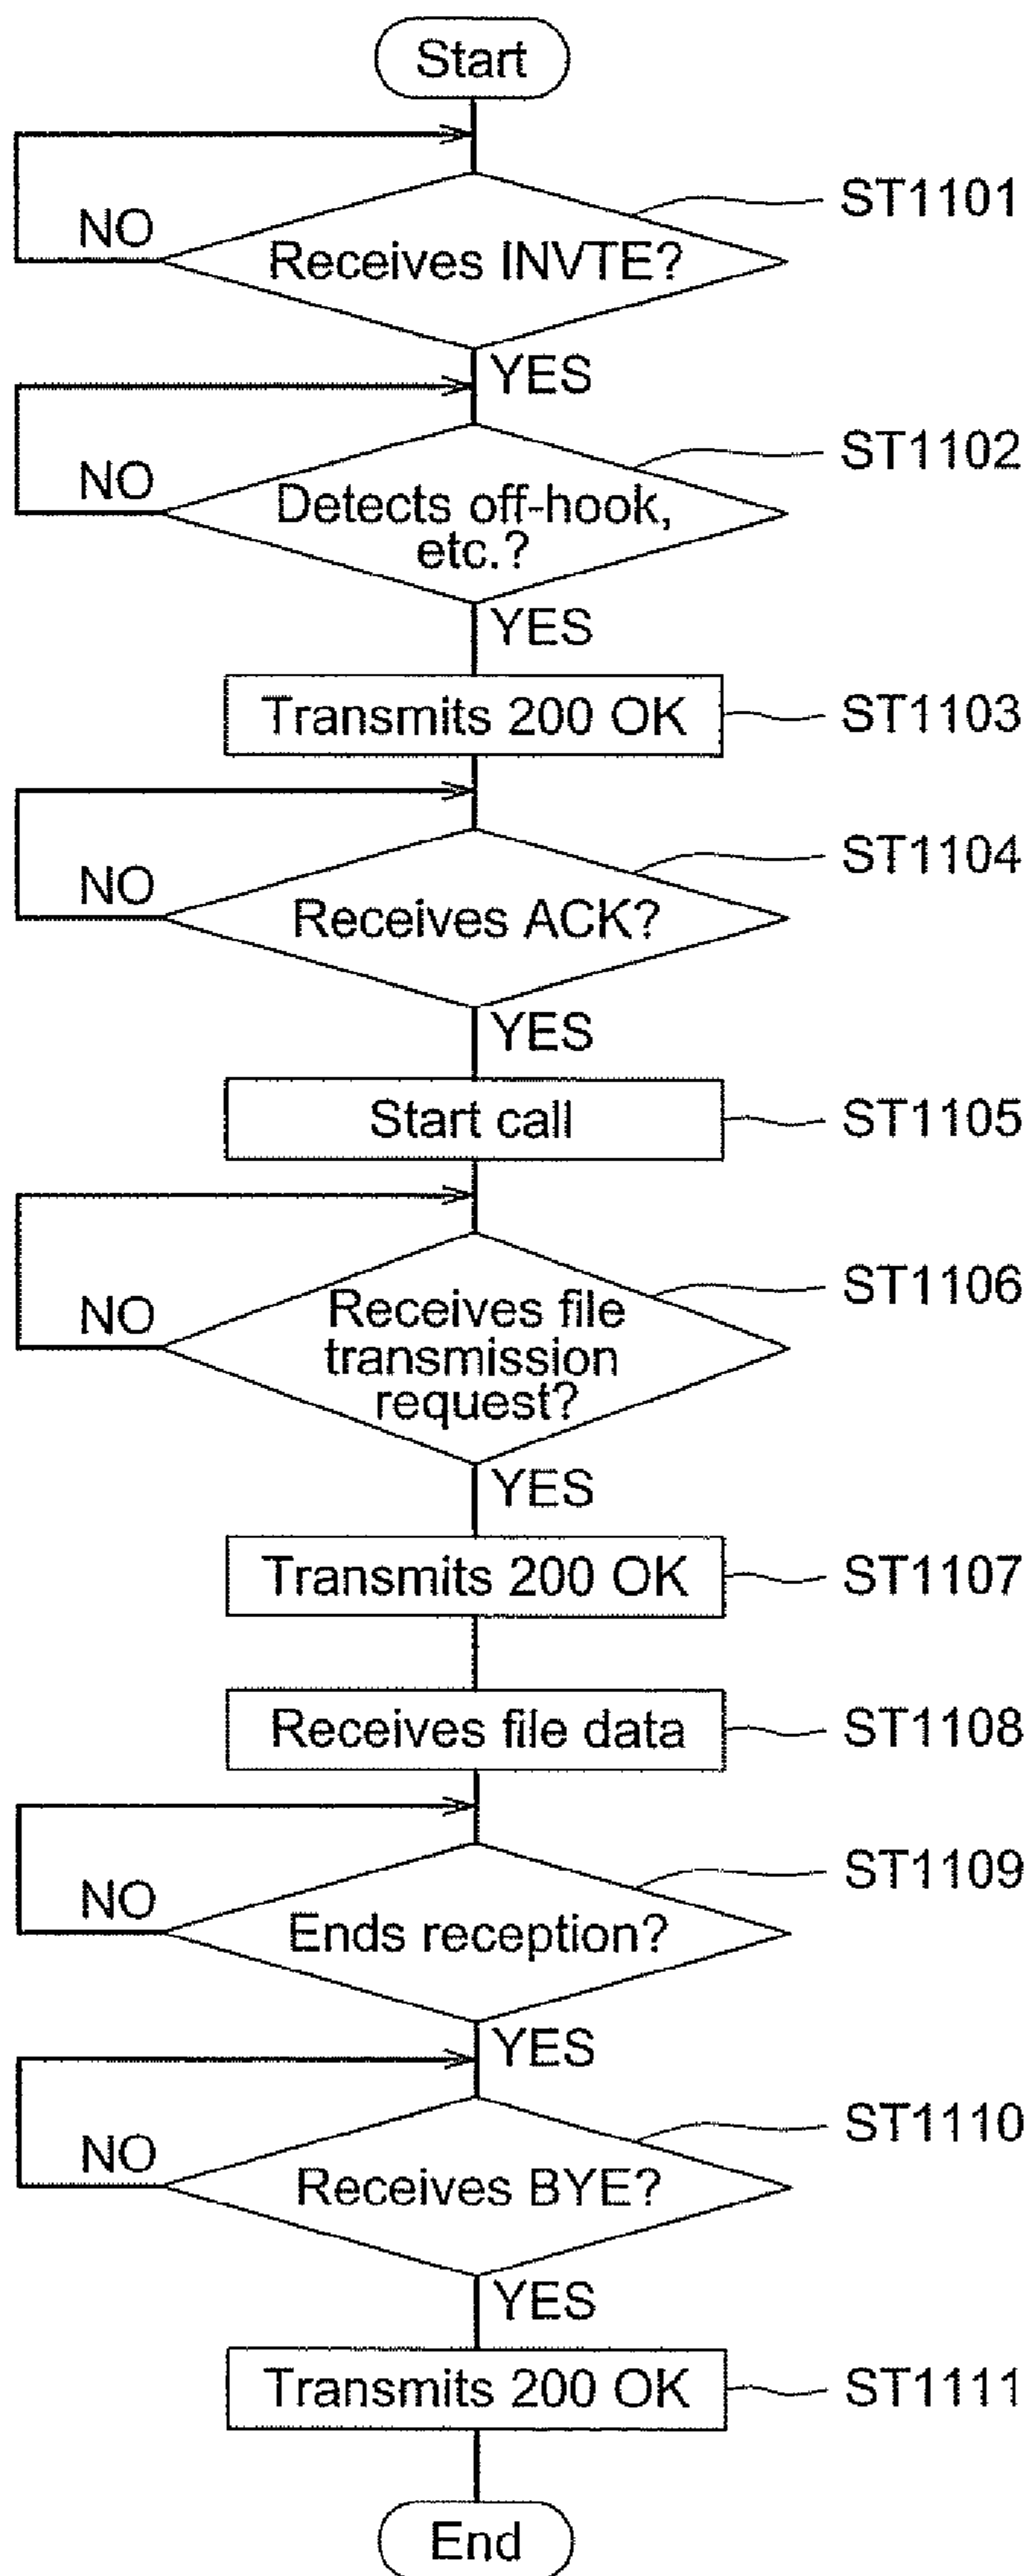 Start
ST1101
NO
Receives INVTE?
YES
ST1102
NO
Detects off-hook,
etc.?
YES
Transmits 200 OK
ST1103
ST1104
NO
Receives ACK?
YES
Start call
ST1105
ST1106
NO
Receives file
transmission
request?
YES
Transmits 200 OK
ST1107
Receives file data
ST1108
ST1109
NO
Ends reception?
YES
ST1110
NO
Receives BYE?
YES
Transmits 200 OK
ST1111
End